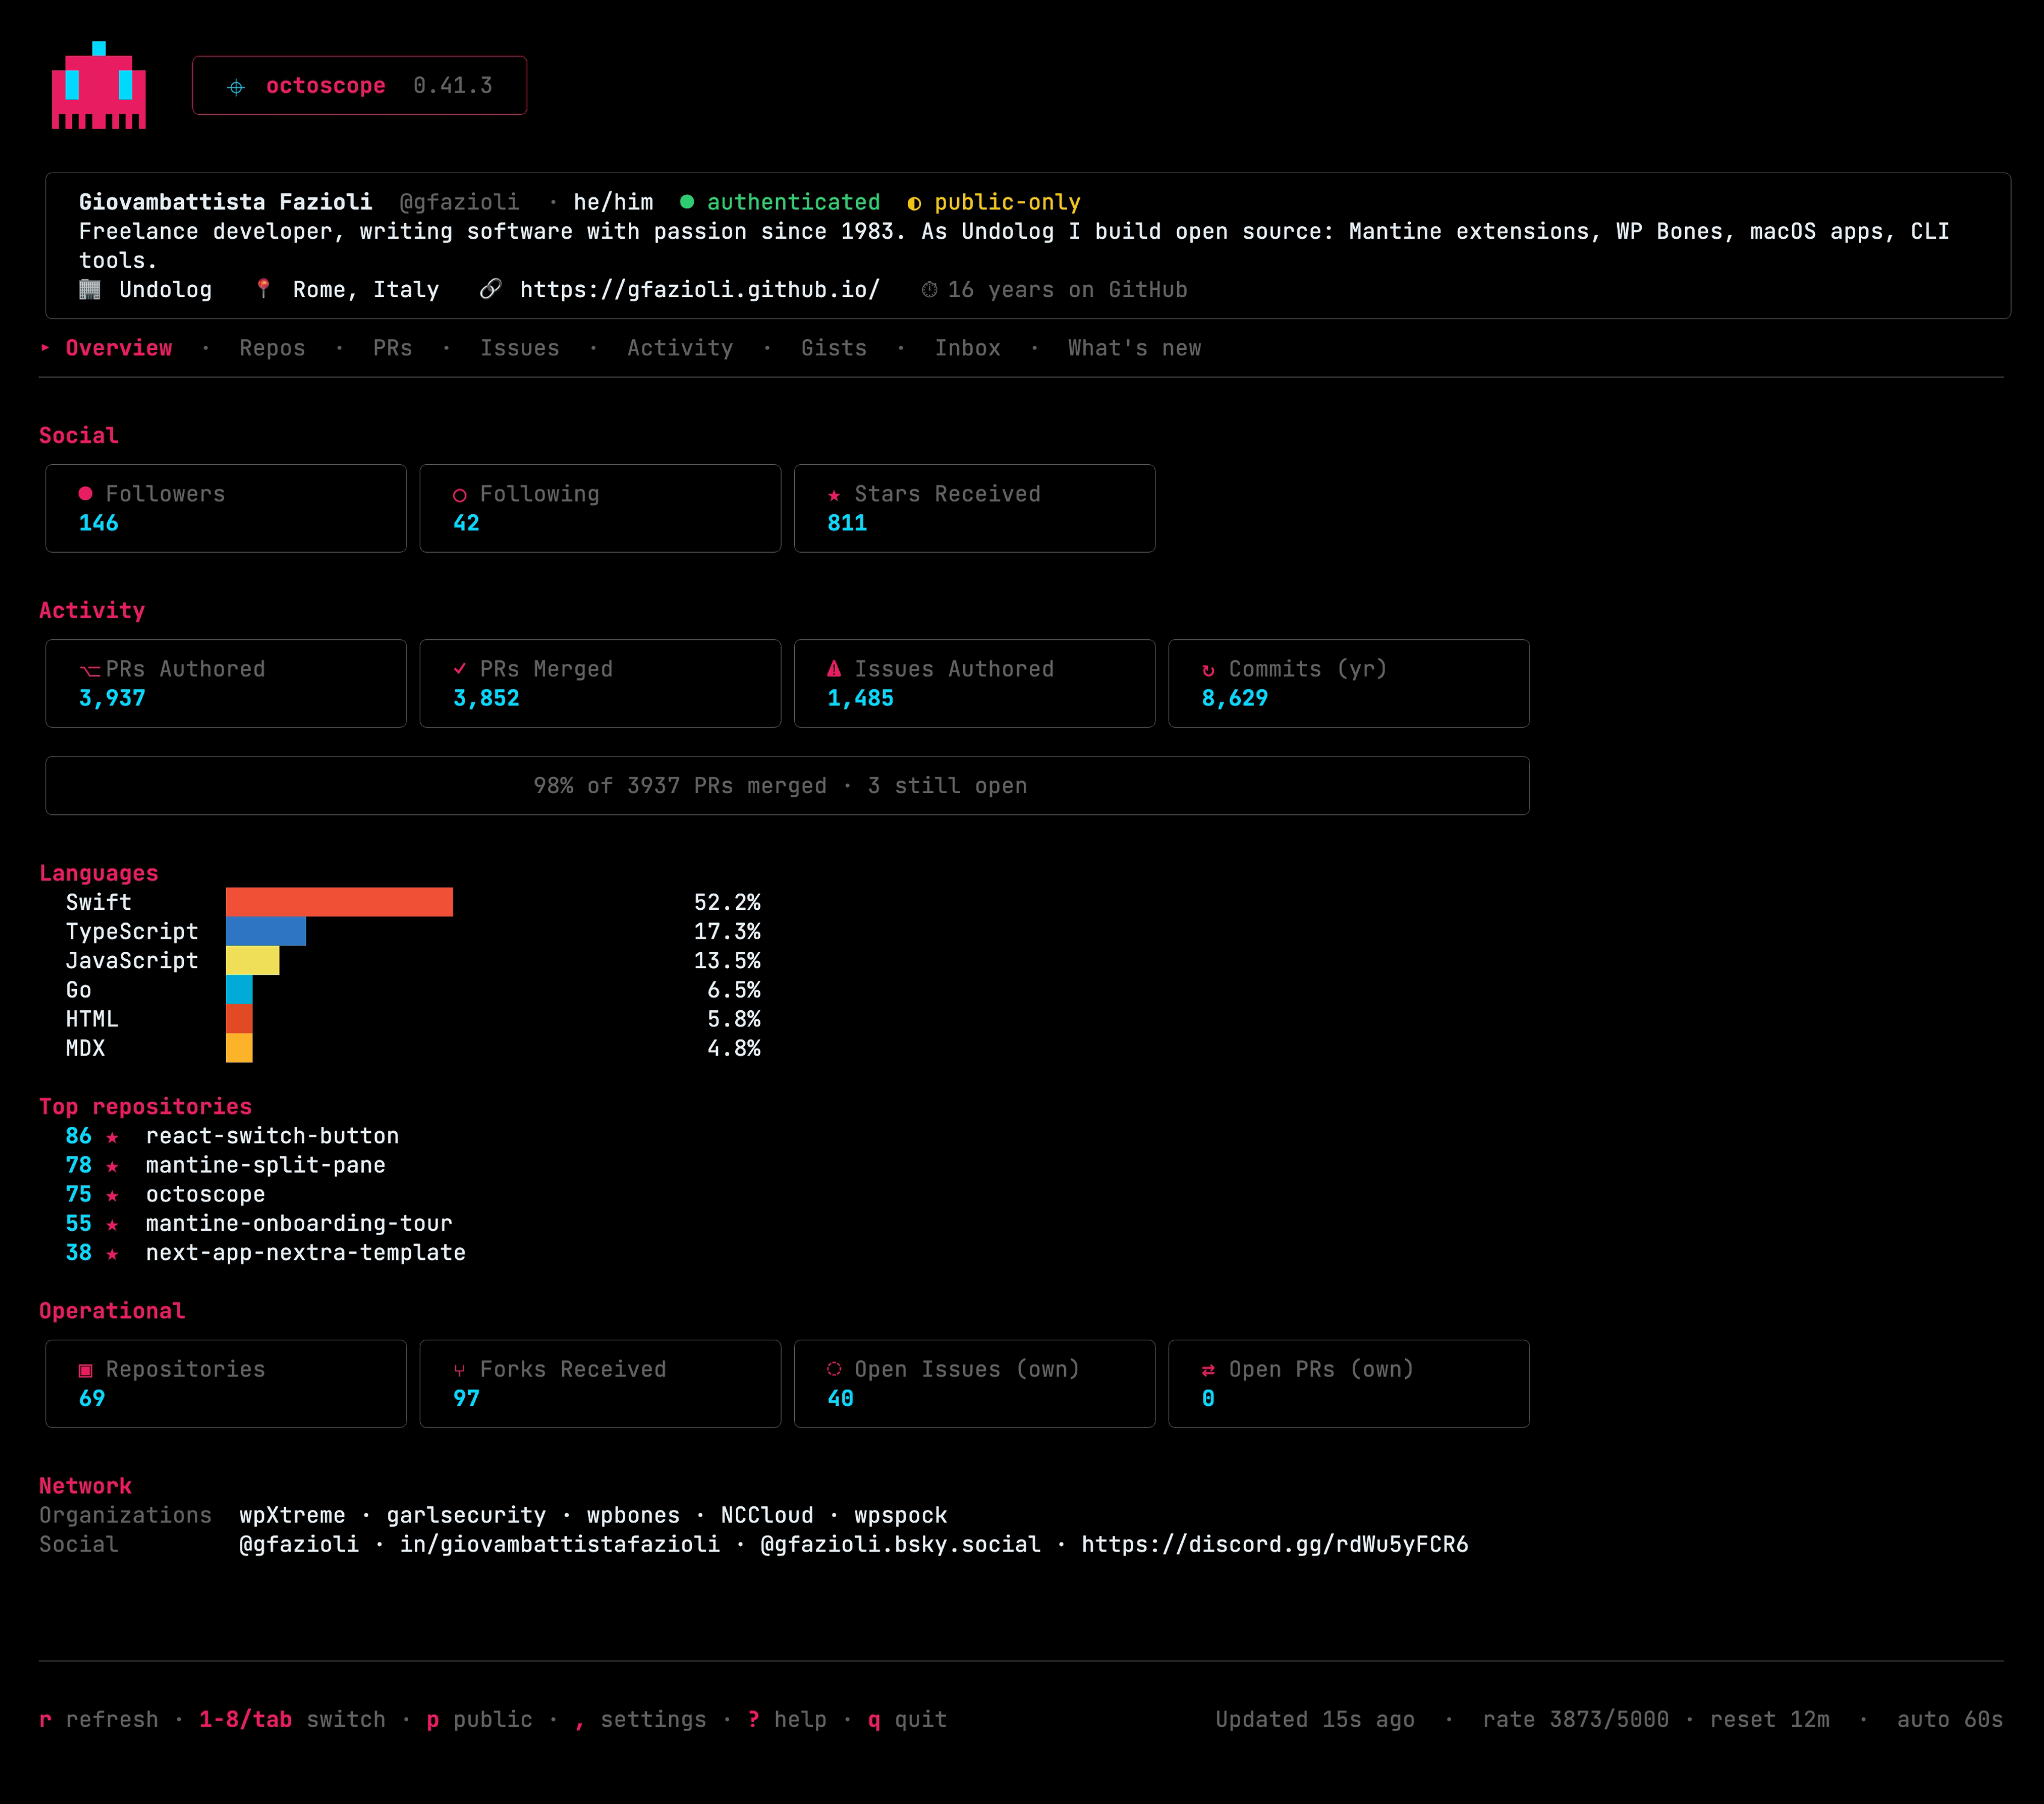 octoscope 0.41.3
Giovambattista Fazioli @gfazioli · he/him ● authenticated ◐ public-only
Freelance developer, writing software with passion since 1983. As Undolog I build open source: Mantine extensions, WP Bones, macOS apps, CLI
tools.
Undolog Rome, Italy https://gfazioli.github.io/ 16 years on GitHub
▸ Overview · Repos · PRs · Issues · Activity · Gists · Inbox · What's new
Social
● Followers ○ Following ★ Stars Received
146 42 811
Activity
⌥ PRs Authored ✓ PRs Merged ▲ Issues Authored ↻ Commits (yr)
3,937 3,852 1,485 8,629
98% of 3937 PRs merged · 3 still open
Languages
Swift 52.2%
TypeScript 17.3%
JavaScript 13.5%
Go 6.5%
HTML 5.8%
MDX 4.8%
Top repositories
86 ★ react-switch-button
78 ★ mantine-split-pane
75 ★ octoscope
55 ★ mantine-onboarding-tour
38 ★ next-app-nextra-template
Operational
▣ Repositories ⑂ Forks Received ◌ Open Issues (own) ⇄ Open PRs (own)
69 97 40 0
Network
Organizations wpXtreme · garlsecurity · wpbones · NCCloud · wpspock
Social @gfazioli · in/giovambattistafazioli · @gfazioli.bsky.social · https://discord.gg/rdWu5yFCR6
r refresh · 1-8/tab switch · p public · , settings · ? help · q quit Updated 15s ago · rate 3873/5000 · reset 12m · auto 60s